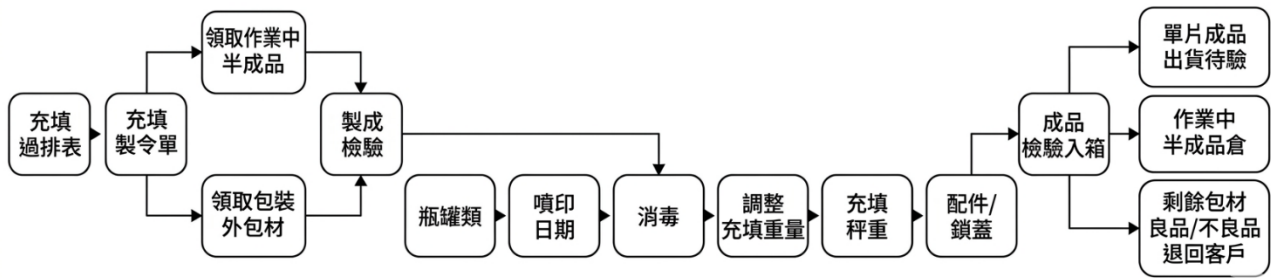 充填
過排表
充填
製令單
領取作業中
半成品
領取包裝
外包材
製成
檢驗
瓶罐類
噴印
日期
消毒
調整
充填重量
充填
秤重
配件/
鎖蓋
成品
檢驗入箱
單片成品
出貨待驗
作業中
半成品倉
剩餘包材
良品/不良品
退回客戶